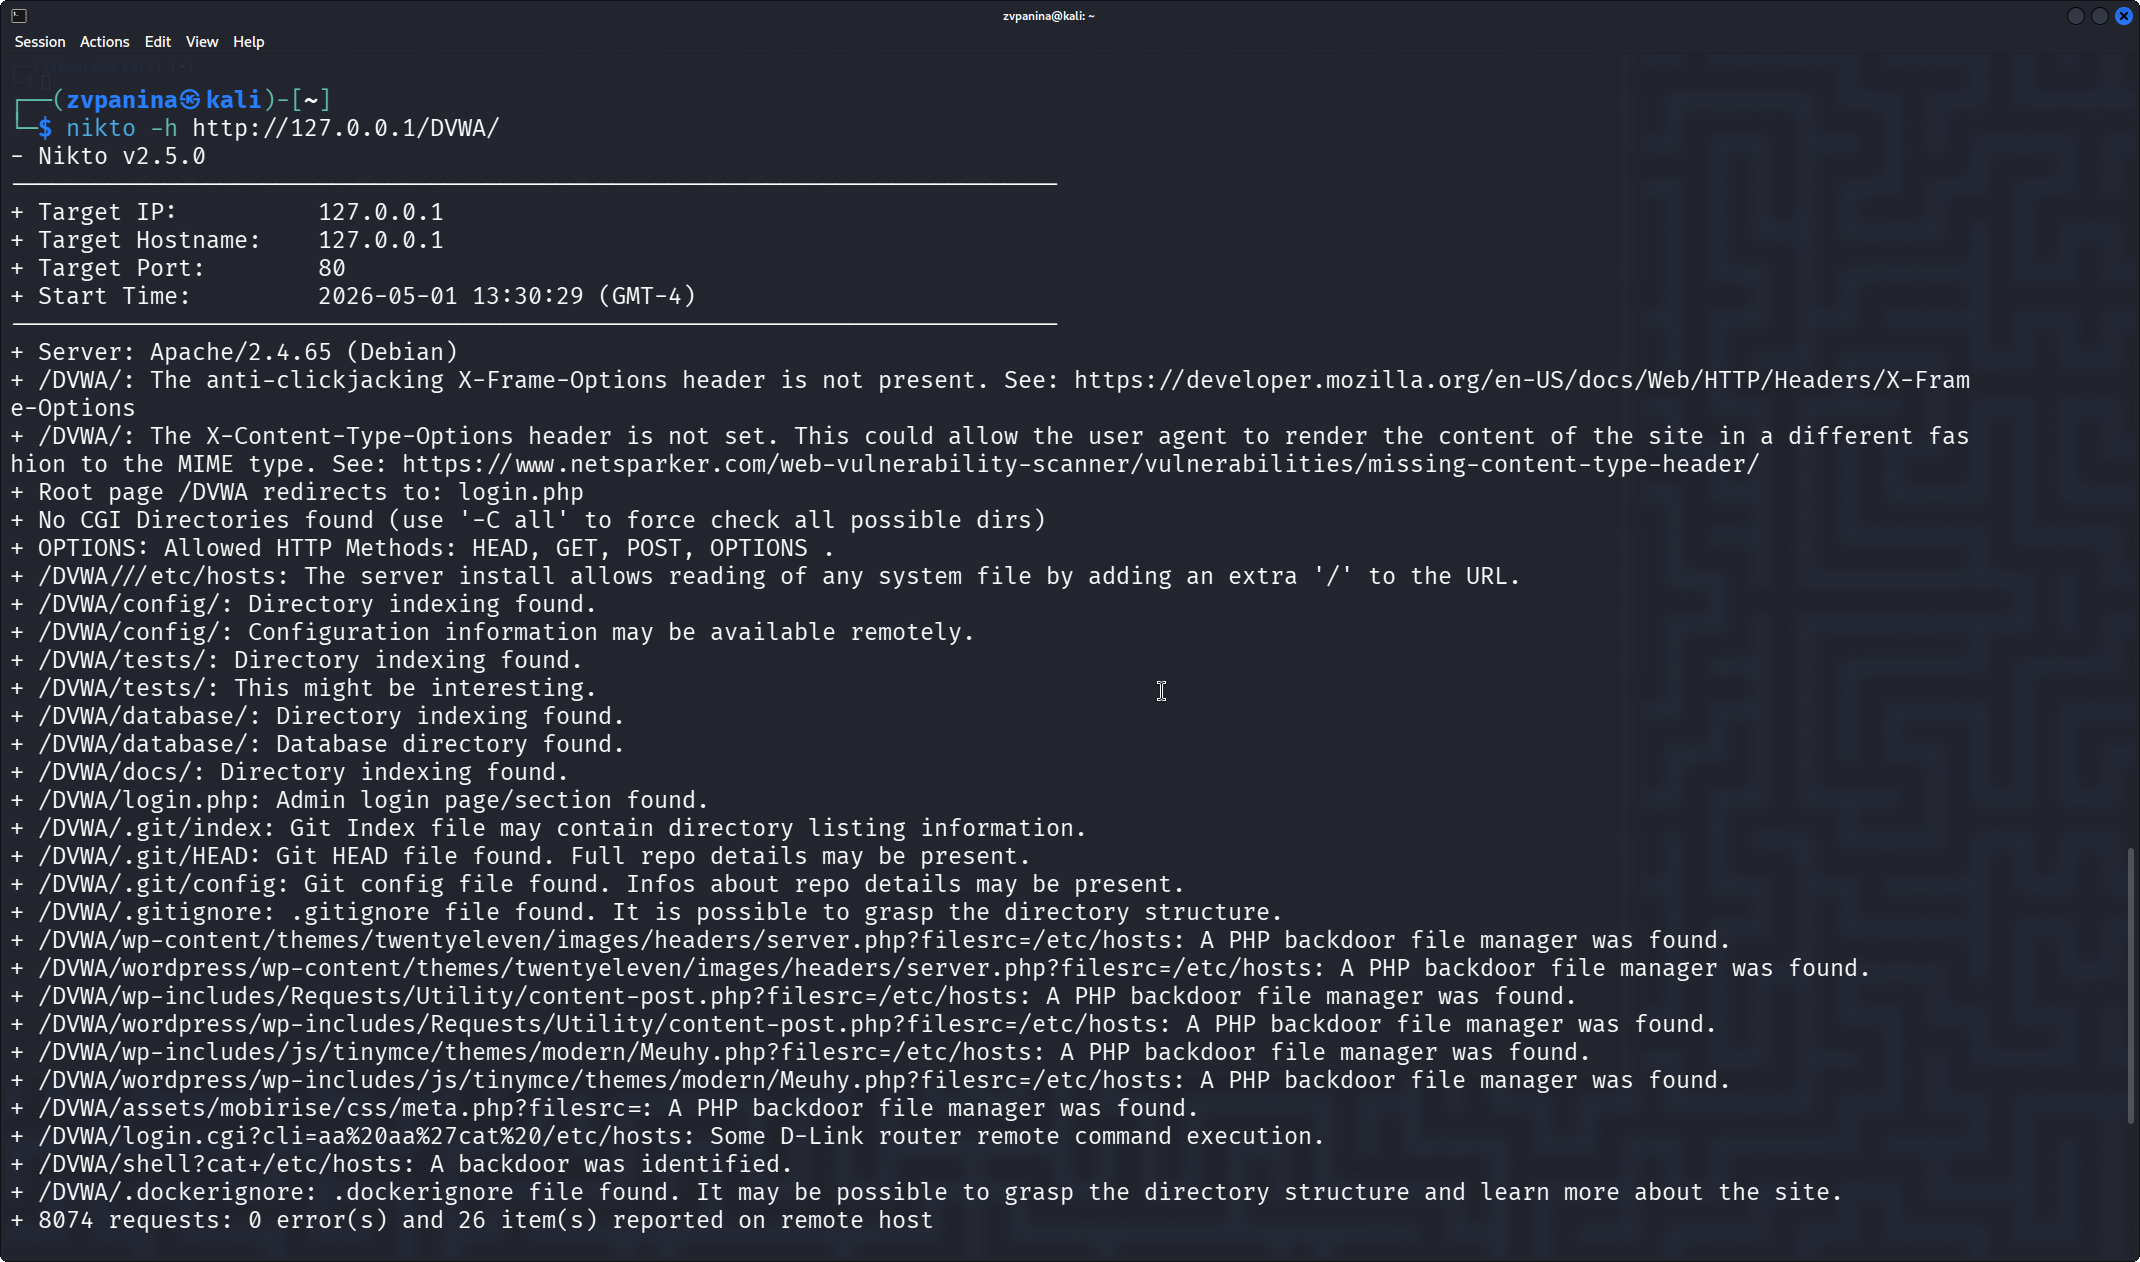 zvpanina@kali: ~
Session Actions Edit View Help
┌──(zvpanina㉿kali)-[~]
└─$ nikto -h http://127.0.0.1/DVWA/
- Nikto v2.5.0
+ Target IP:          127.0.0.1
+ Target Hostname:    127.0.0.1
+ Target Port:        80
+ Start Time:         2026-05-01 13:30:29 (GMT-4)
+ Server: Apache/2.4.65 (Debian)
+ /DVWA/: The anti-clickjacking X-Frame-Options header is not present. See: https://developer.mozilla.org/en-US/docs/Web/HTTP/Headers/X-Fram
e-Options
+ /DVWA/: The X-Content-Type-Options header is not set. This could allow the user agent to render the content of the site in a different fas
hion to the MIME type. See: https://www.netsparker.com/web-vulnerability-scanner/vulnerabilities/missing-content-type-header/
+ Root page /DVWA redirects to: login.php
+ No CGI Directories found (use '-C all' to force check all possible dirs)
+ OPTIONS: Allowed HTTP Methods: HEAD, GET, POST, OPTIONS .
+ /DVWA///etc/hosts: The server install allows reading of any system file by adding an extra '/' to the URL.
+ /DVWA/config/: Directory indexing found.
+ /DVWA/config/: Configuration information may be available remotely.
+ /DVWA/tests/: Directory indexing found.
+ /DVWA/tests/: This might be interesting.
+ /DVWA/database/: Directory indexing found.
+ /DVWA/database/: Database directory found.
+ /DVWA/docs/: Directory indexing found.
+ /DVWA/login.php: Admin login page/section found.
+ /DVWA/.git/index: Git Index file may contain directory listing information.
+ /DVWA/.git/HEAD: Git HEAD file found. Full repo details may be present.
+ /DVWA/.git/config: Git config file found. Infos about repo details may be present.
+ /DVWA/.gitignore: .gitignore file found. It is possible to grasp the directory structure.
+ /DVWA/wp-content/themes/twentyeleven/images/headers/server.php?filesrc=/etc/hosts: A PHP backdoor file manager was found.
+ /DVWA/wordpress/wp-content/themes/twentyeleven/images/headers/server.php?filesrc=/etc/hosts: A PHP backdoor file manager was found.
+ /DVWA/wp-includes/Requests/Utility/content-post.php?filesrc=/etc/hosts: A PHP backdoor file manager was found.
+ /DVWA/wordpress/wp-includes/Requests/Utility/content-post.php?filesrc=/etc/hosts: A PHP backdoor file manager was found.
+ /DVWA/wp-includes/js/tinymce/themes/modern/Meuhy.php?filesrc=/etc/hosts: A PHP backdoor file manager was found.
+ /DVWA/wordpress/wp-includes/js/tinymce/themes/modern/Meuhy.php?filesrc=/etc/hosts: A PHP backdoor file manager was found.
+ /DVWA/assets/mobirise/css/meta.php?filesrc=: A PHP backdoor file manager was found.
+ /DVWA/login.cgi?cli=aa%20aa%27cat%20/etc/hosts: Some D-Link router remote command execution.
+ /DVWA/shell?cat+/etc/hosts: A backdoor was identified.
+ /DVWA/.dockerignore: .dockerignore file found. It may be possible to grasp the directory structure and learn more about the site.
+ 8074 requests: 0 error(s) and 26 item(s) reported on remote host